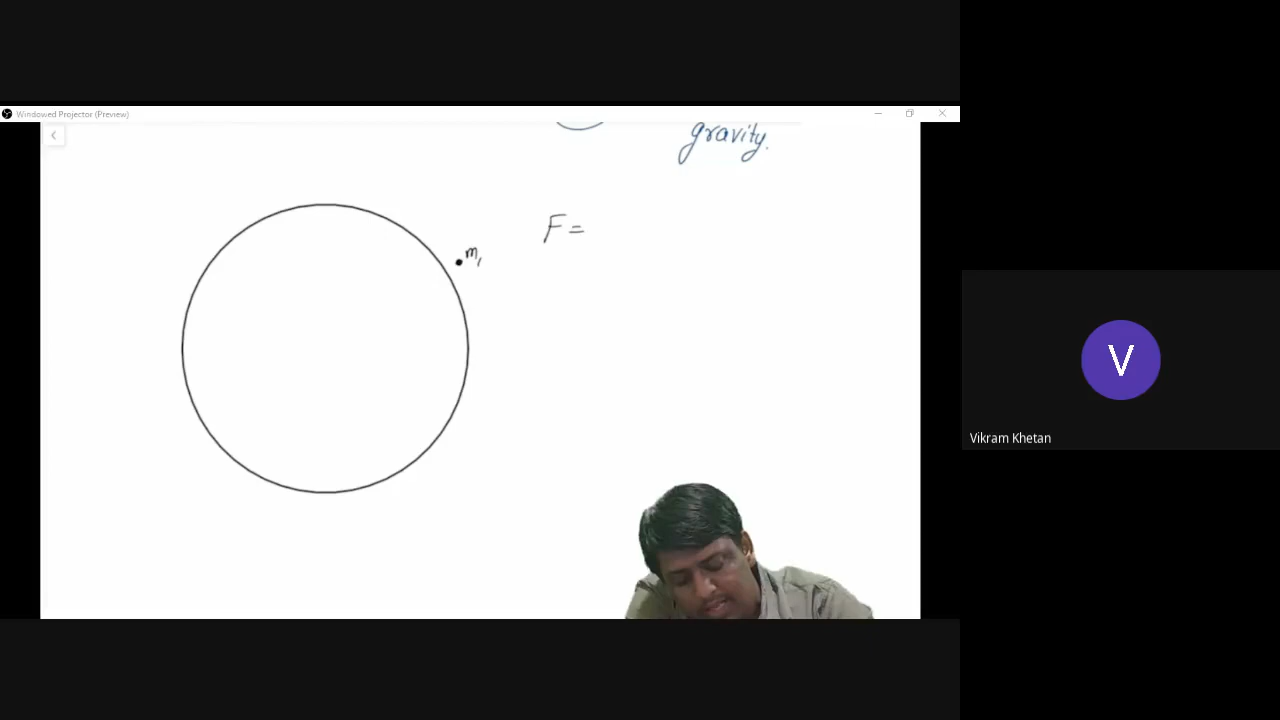 Windowed Projector (Preview)
gravity.
F =
m₁
V
Vikram Khetan